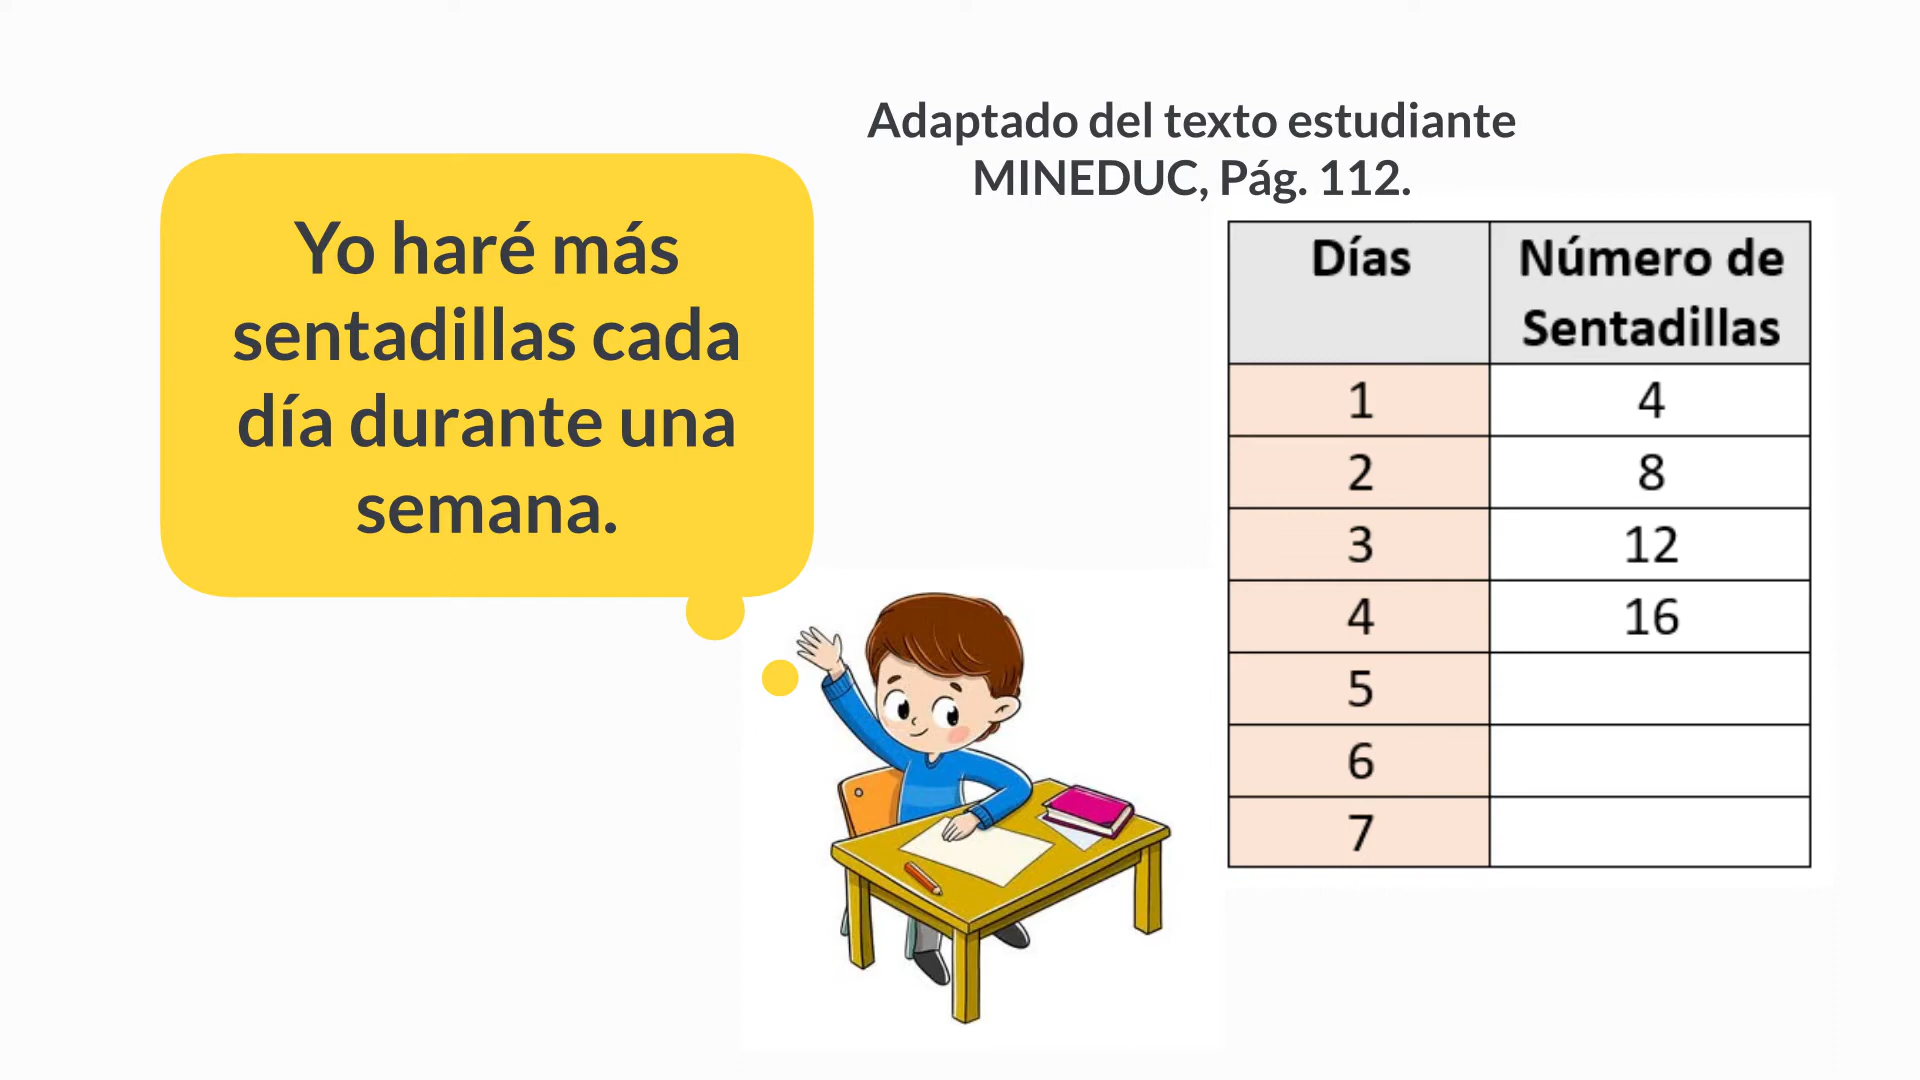 Adaptado del texto estudiante
MINEDUC, Pág. 112.
Yo haré más
sentadillas cada
día durante una
semana.
Días Número de
Sentadillas
1 4
2 8
3 12
4 16
5
6
7